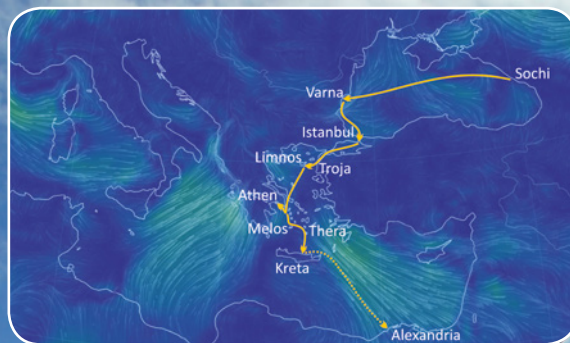 Sochi
Varna
Istanbul
Limnos
Troja
Athen
Melos
Thera
Kreta
Alexandria